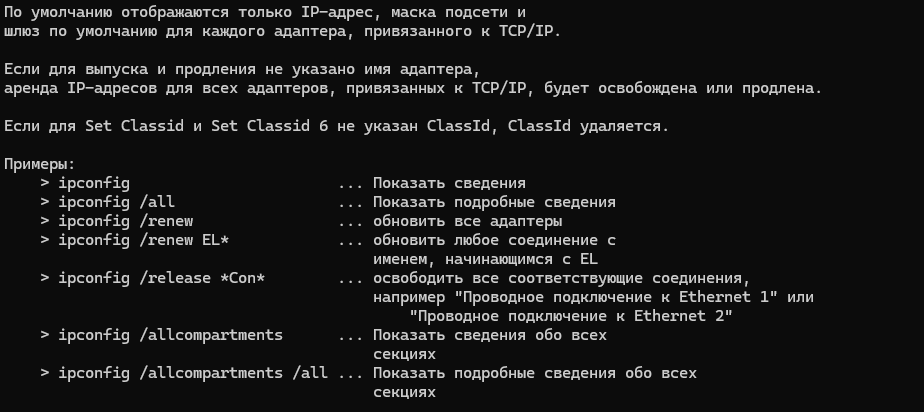 По умолчанию отображаются только IP-адрес, маска подсети и
шлюз по умолчанию для каждого адаптера, привязанного к TCP/IP.
Если для выпуска и продления не указано имя адаптера,
аренда IP-адресов для всех адаптеров, привязанных к TCP/IP, будет освобождена или продлена.
Если для Set Classid и Set Classid 6 не указан ClassId, ClassId удаляется.
Примеры:
> ipconfig ... Показать сведения
> ipconfig /all ... Показать подробные сведения
> ipconfig /renew ... обновить все адаптеры
> ipconfig /renew EL* ... обновить любое соединение с
именем, начинающимся с EL
> ipconfig /release *Con* ... освободить все соответствующие соединения,
например "Проводное подключение к Ethernet 1" или
"Проводное подключение к Ethernet 2"
> ipconfig /allcompartments ... Показать сведения обо всех
секциях
> ipconfig /allcompartments /all ... Показать подробные сведения обо всех
секциях